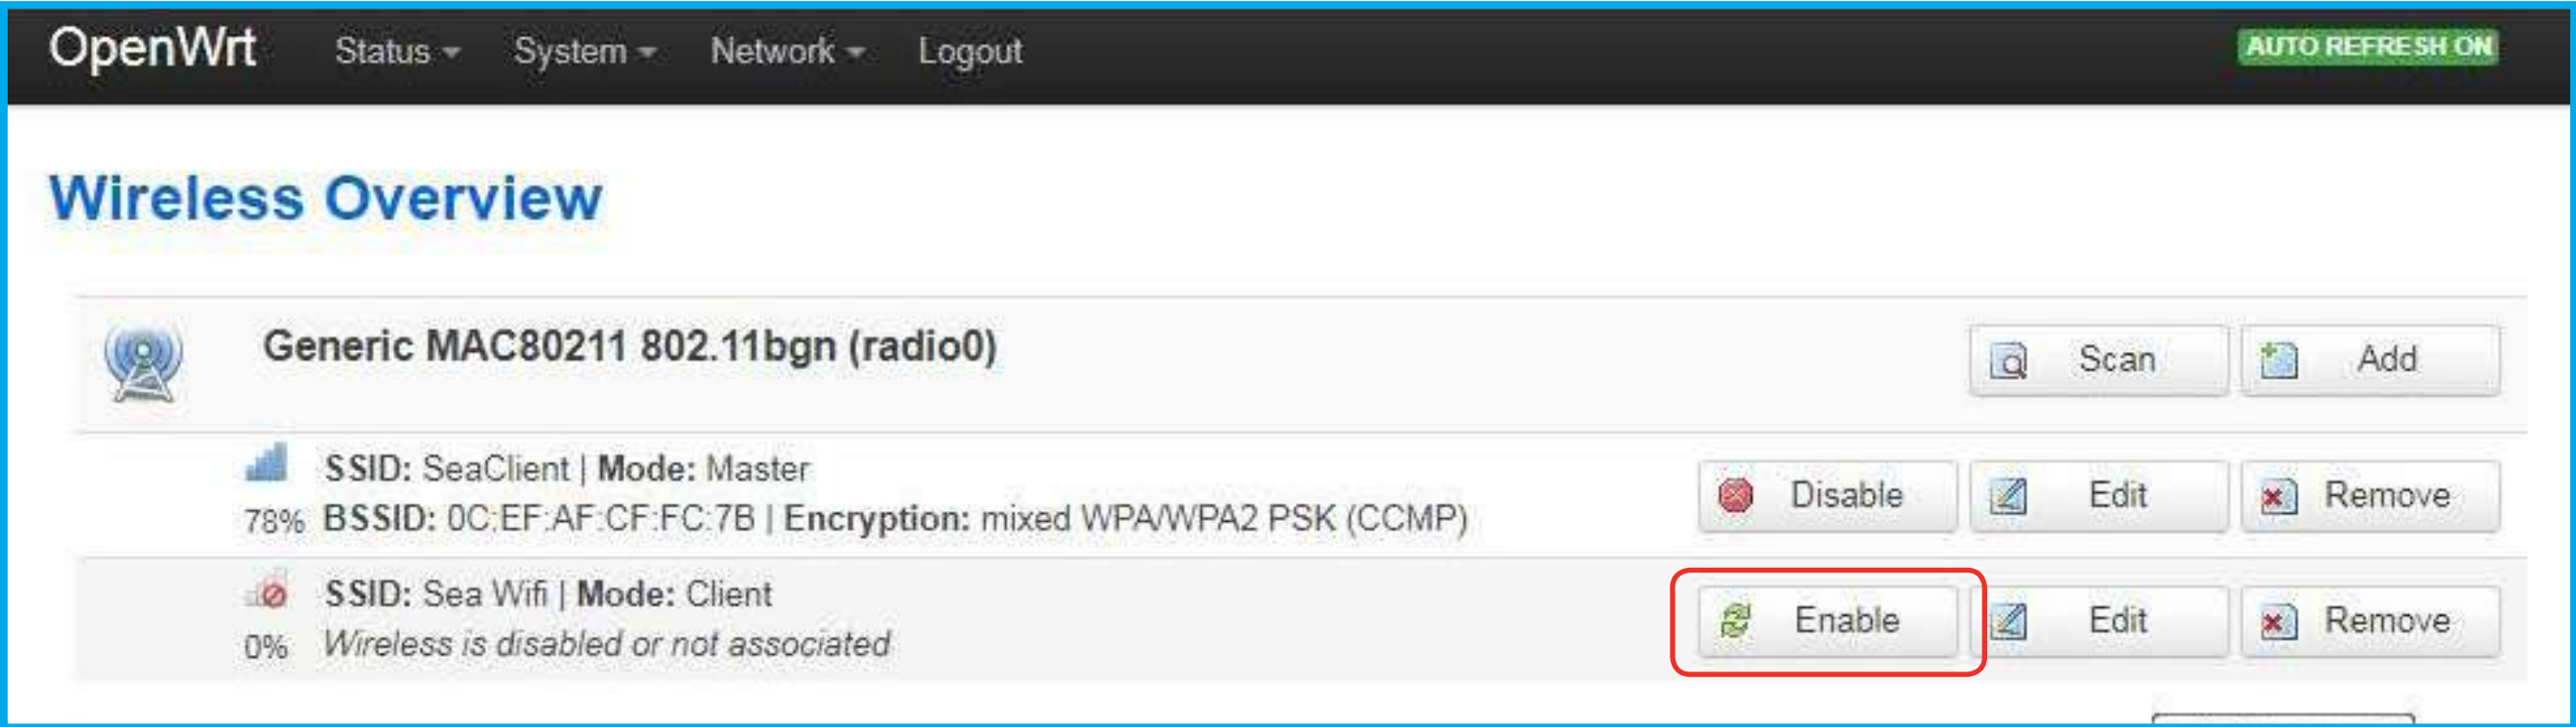 OpenWrt Status System Network Logout AUTO REFRESH ON
Wireless Overview
Generic MAC80211 802.11bgn (radio0) Scan Add
SSID: SeaClient | Mode: Master
78% BSSID: 0C:EF:AF:CF:FC:7B | Encryption: mixed WPA/WPA2 PSK (CCMP) Disable Edit Remove
SSID: Sea Wifi | Mode: Client
0% Wireless is disabled or not associated Enable Edit Remove